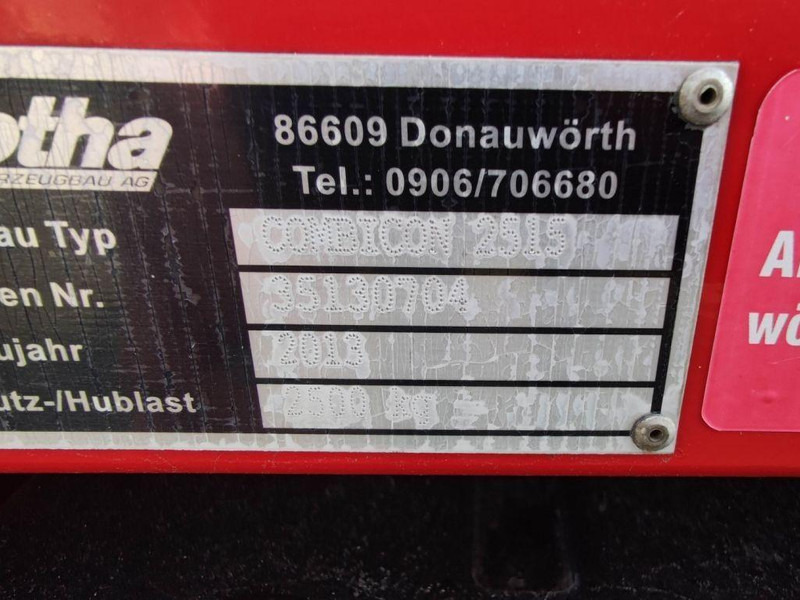 otha
RZEUGBAU AG
86609 Donauwörth
Tel.: 0906/706680
au Typ COMBICON 2515
en Nr. 35130704
ujahr 2013
utz-/Hublast 2500 kg
A
wö